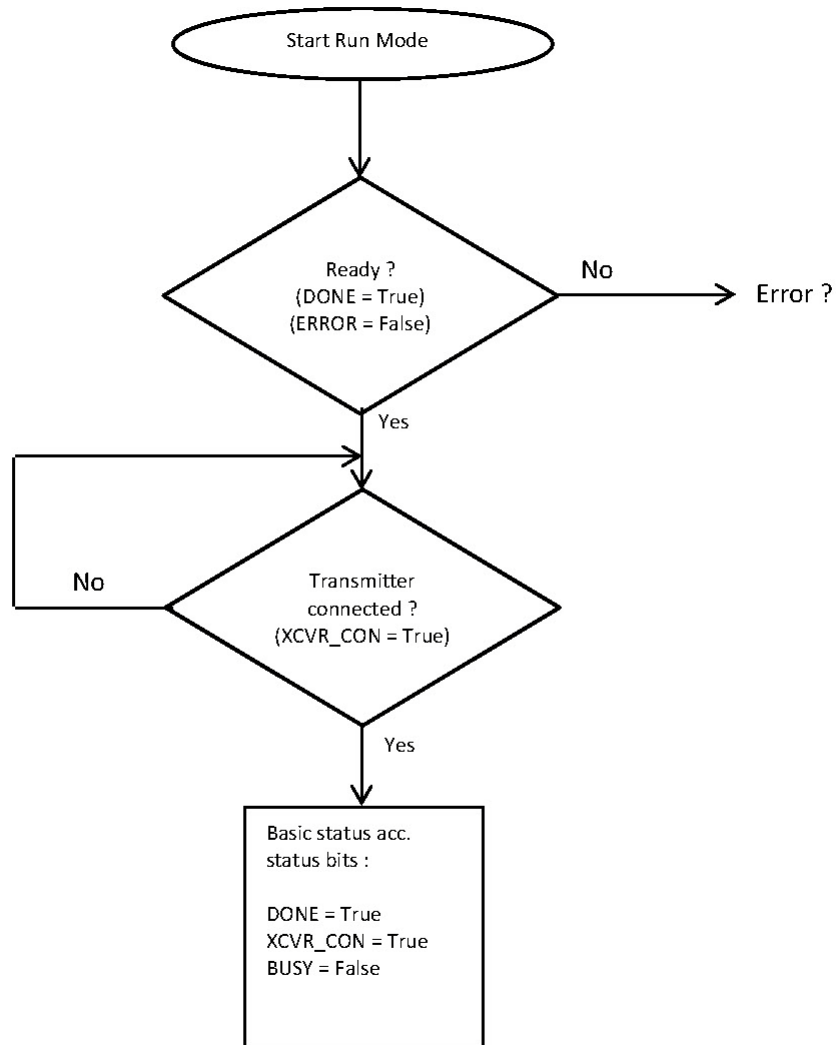 Start Run Mode
Ready ?
(DONE = True)
(ERROR = False)
No
Error ?
Yes
No
Transmitter
connected ?
(XCVR_CON = True)
Yes
Basic status acc.
status bits :
DONE = True
XCVR_CON = True
BUSY = False